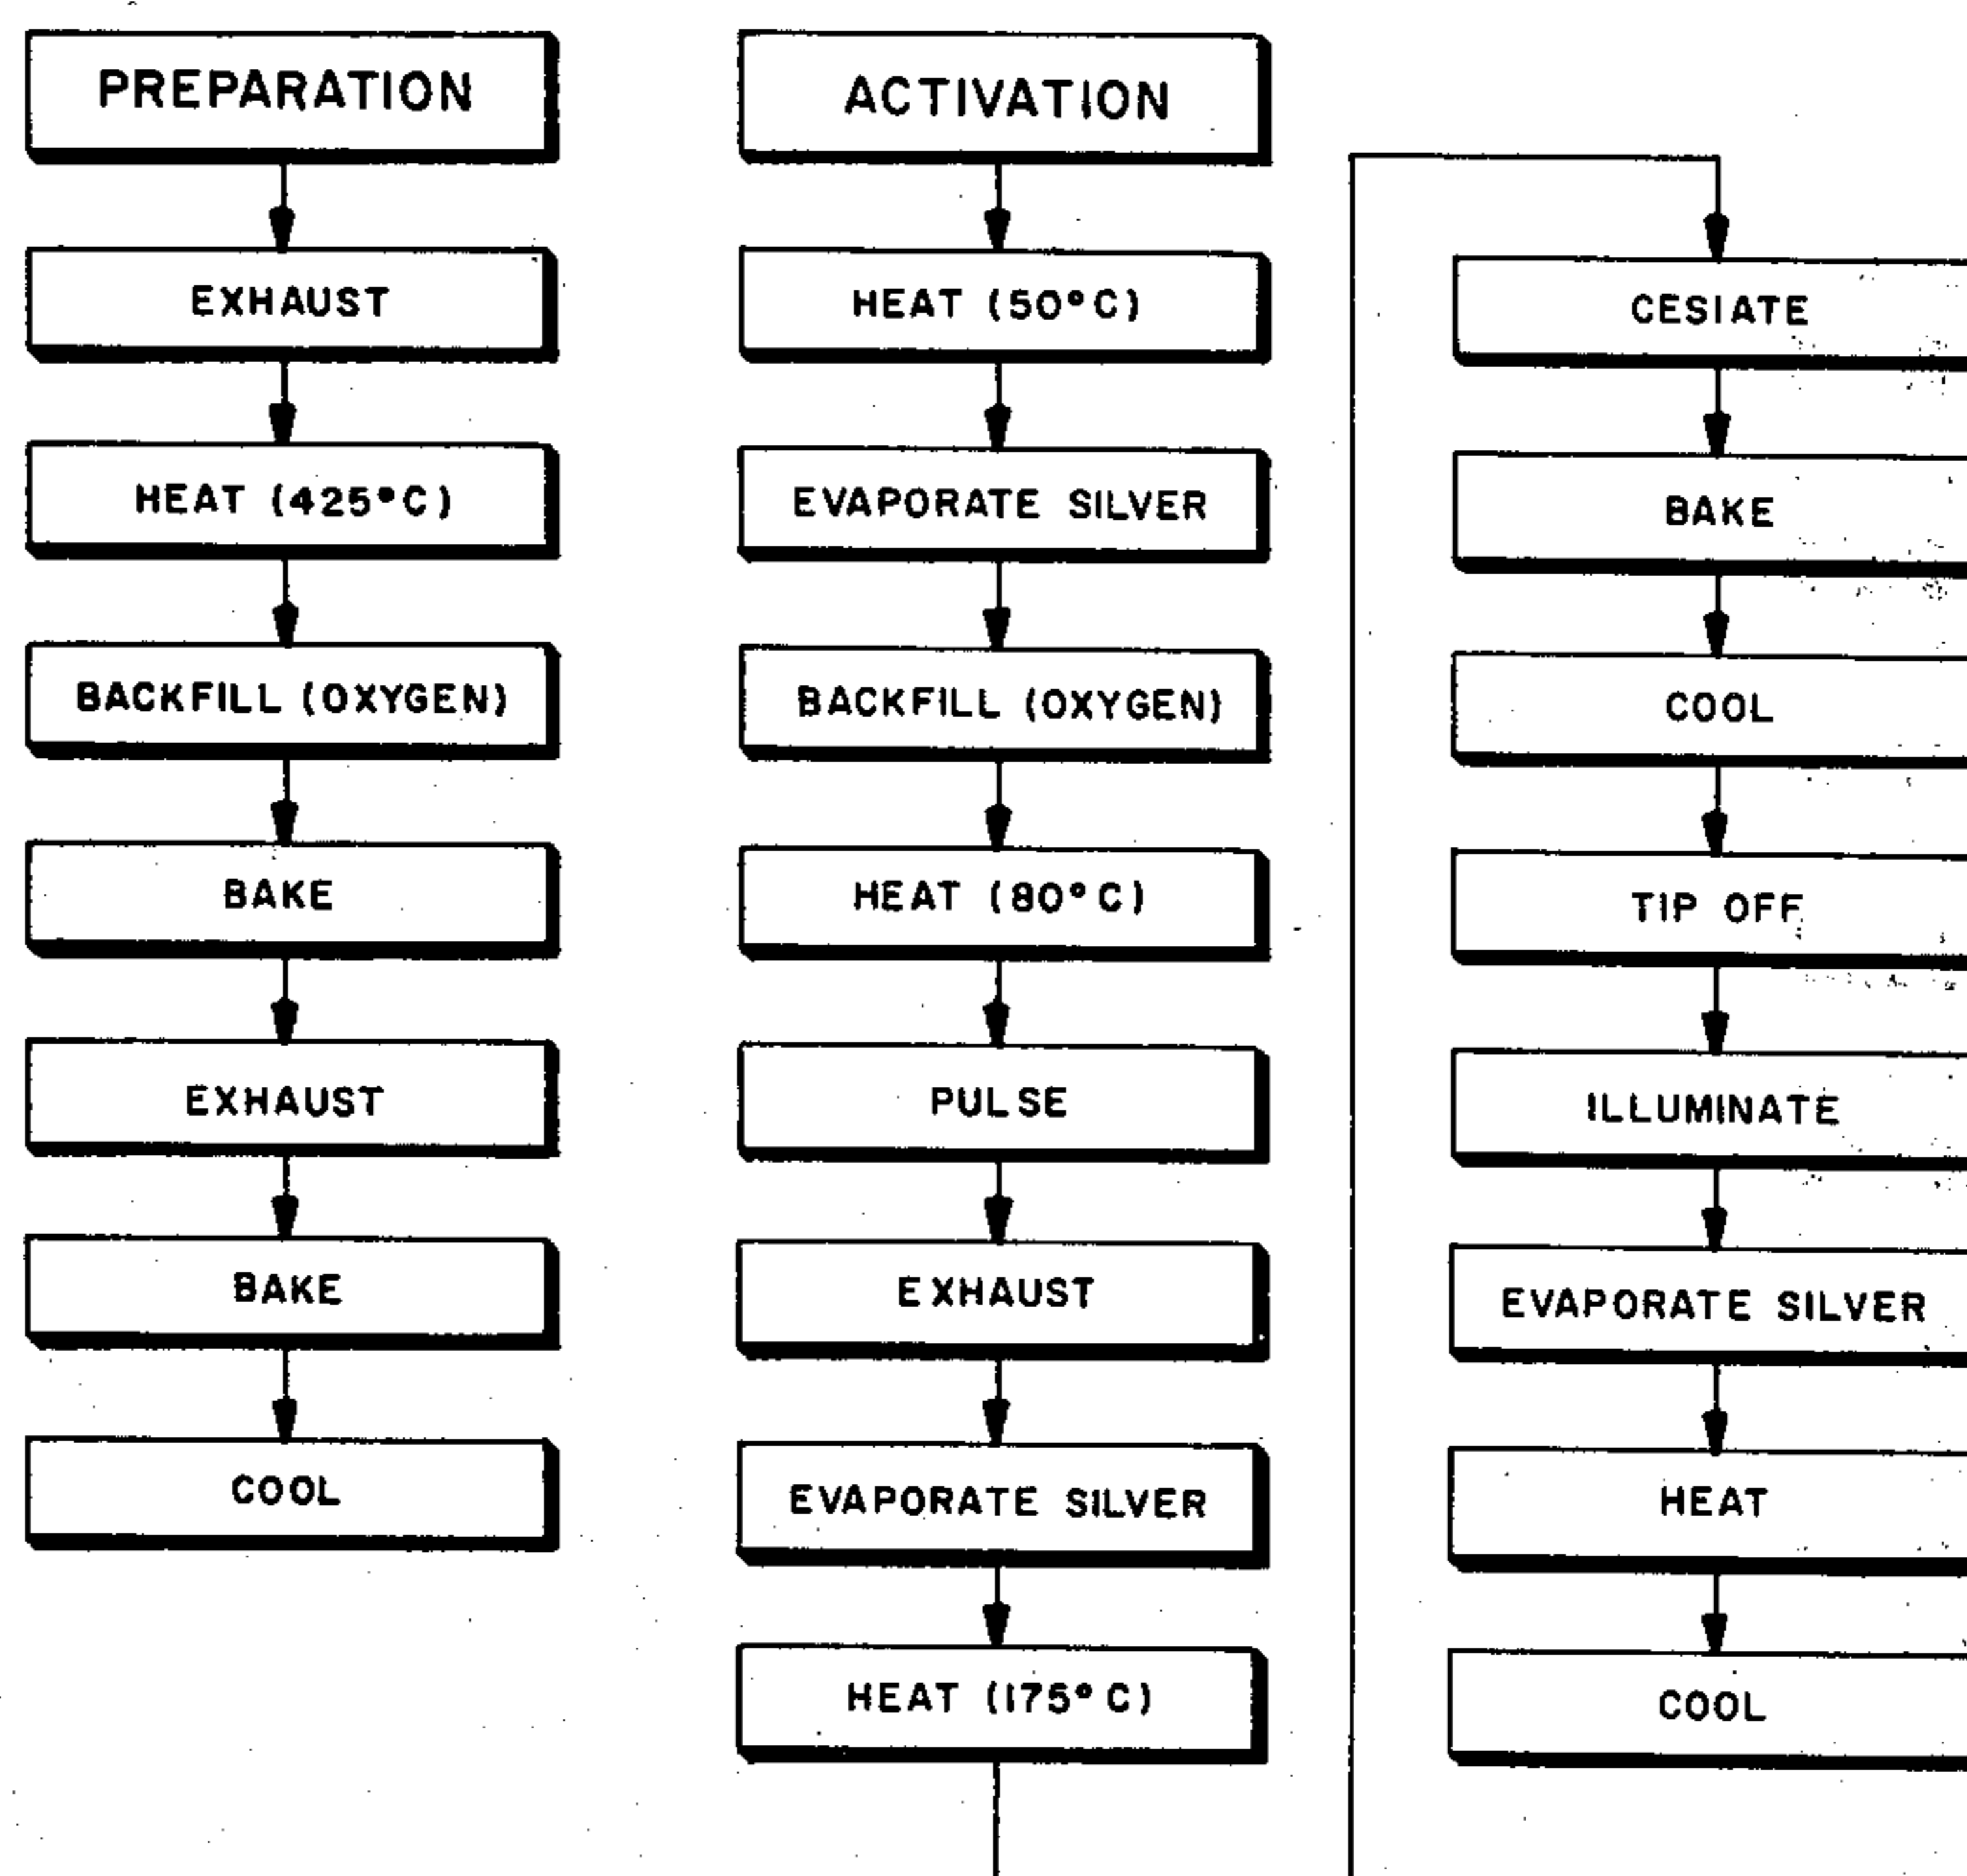 PREPARATION
EXHAUST
HEAT (425°C)
BACKFILL (OXYGEN)
BAKE
EXHAUST
BAKE
COOL
ACTIVATION
HEAT (50°C)
EVAPORATE SILVER
BACKFILL (OXYGEN)
HEAT (80°C)
PULSE
EXHAUST
EVAPORATE SILVER
HEAT (175°C)
CESIATE
BAKE
COOL
TIP OFF
ILLUMINATE
EVAPORATE SILVER
HEAT
COOL